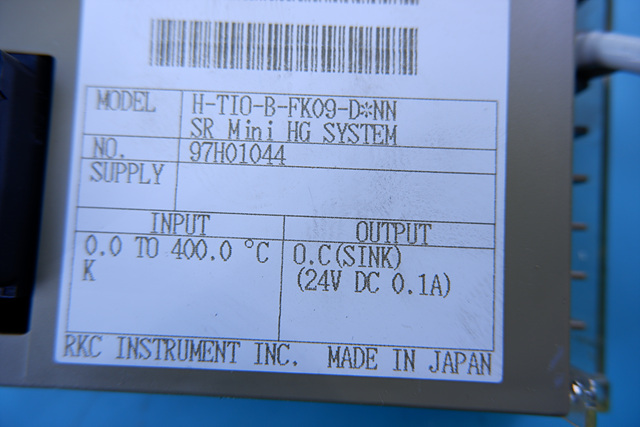 MODEL H-TIO-B-FK09-D*NN
SR Mini HG SYSTEM
NO. 97H01044
SUPPLY
INPUT OUTPUT
0.0 TO 400.0 °C O.C(SINK)
K (24V DC 0.1A)
RKC INSTRUMENT INC. MADE IN JAPAN